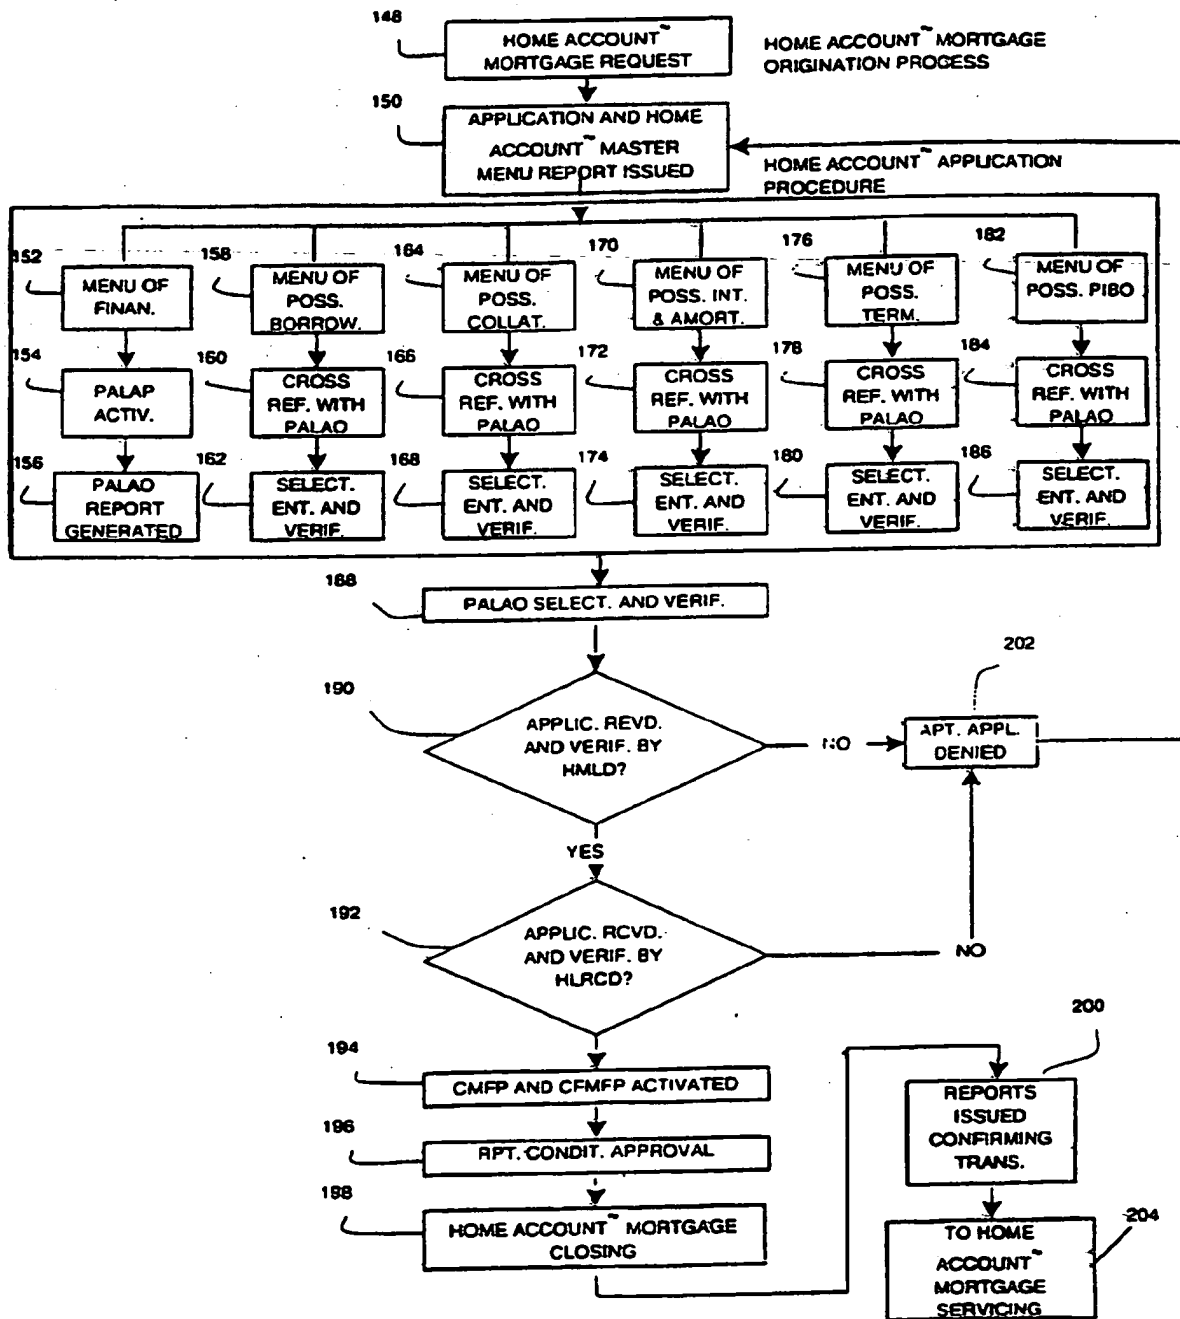 148
HOME ACCOUNT~
MORTGAGE REQUEST
HOME ACCOUNT~ MORTGAGE
ORIGINATION PROCESS
150
APPLICATION AND HOME
ACCOUNT~ MASTER
MENU REPORT ISSUED
HOME ACCOUNT~ APPLICATION
PROCEDURE
152
MENU OF
FINAN.
158
MENU OF
POSS.
BORROW.
164
MENU OF
POSS.
COLLAT.
170
MENU OF
POSS. INT.
& AMORT.
176
MENU OF
POSS.
TERM.
182
MENU OF
POSS. PIBO
154
PALAP
ACTIV.
160
CROSS
REF. WITH
PALAO
166
CROSS
REF. WITH
PALAO
172
CROSS
REF. WITH
PALAO
178
CROSS
REF. WITH
PALAO
184
CROSS
REF. WITH
PALAO
156
PALAO
REPORT
GENERATED
162
SELECT.
ENT. AND
VERIF.
168
SELECT.
ENT. AND
VERIF.
174
SELECT.
ENT. AND
VERIF.
180
SELECT.
ENT. AND
VERIF.
186
SELECT.
ENT. AND
VERIF.
188
PALAO SELECT. AND VERIF.
190
APPLIC. REVD.
AND VERIF. BY
HMLD?
NO
202
APT. APPL.
DENIED
YES
192
APPLIC. RCVD.
AND VERIF. BY
HLRCD?
NO
194
CMFP AND CFMFP ACTIVATED
196
RPT. CONDIT. APPROVAL
198
HOME ACCOUNT~ MORTGAGE
CLOSING
200
REPORTS
ISSUED
CONFIRMING
TRANS.
204
TO HOME
ACCOUNT~
MORTGAGE
SERVICING